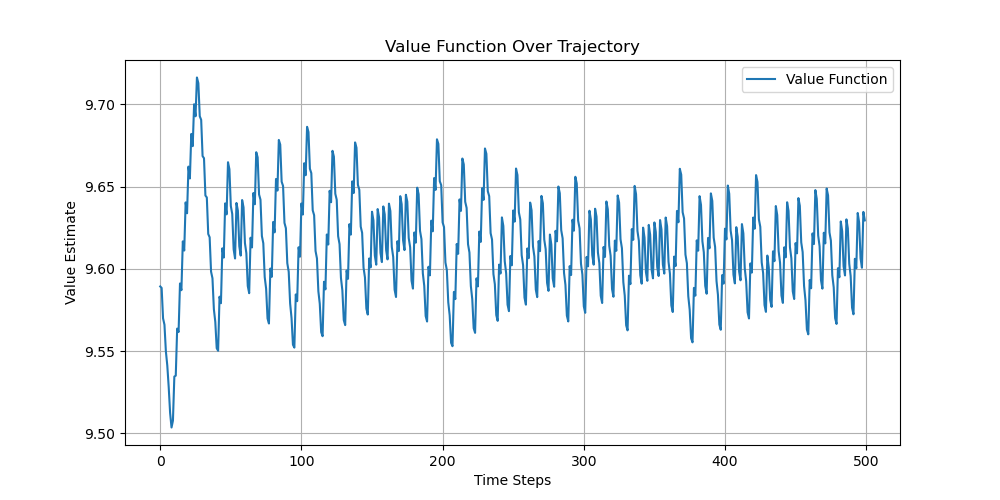 Value Function Over Trajectory
Value Function
9.70
9.65
9.60
9.55
9.50
Value Estimate
0 100 200 300 400 500
Time Steps